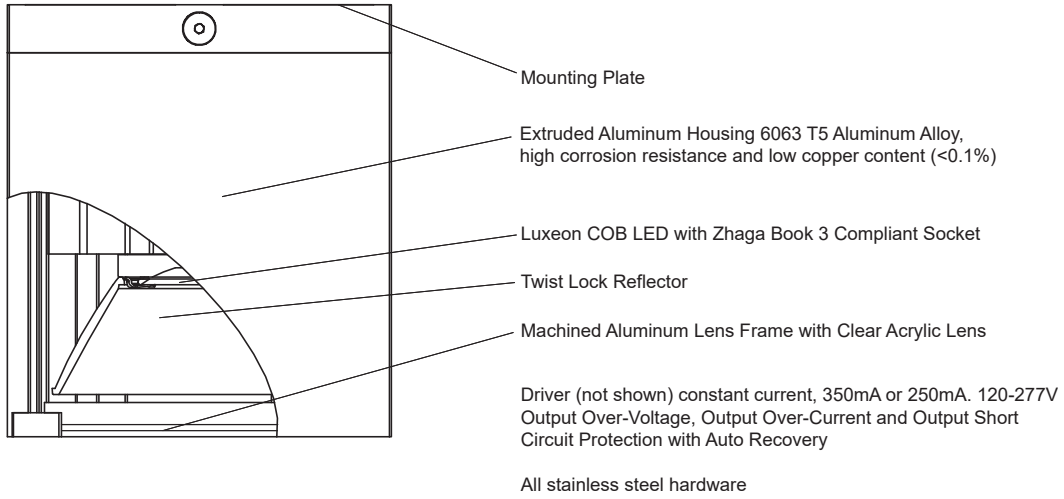 Mounting Plate
Extruded Aluminum Housing 6063 T5 Aluminum Alloy,
high corrosion resistance and low copper content (<0.1%)
Luxeon COB LED with Zhaga Book 3 Compliant Socket
Twist Lock Reflector
Machined Aluminum Lens Frame with Clear Acrylic Lens
Driver (not shown) constant current, 350mA or 250mA. 120-277V
Output Over-Voltage, Output Over-Current and Output Short
Circuit Protection with Auto Recovery
All stainless steel hardware